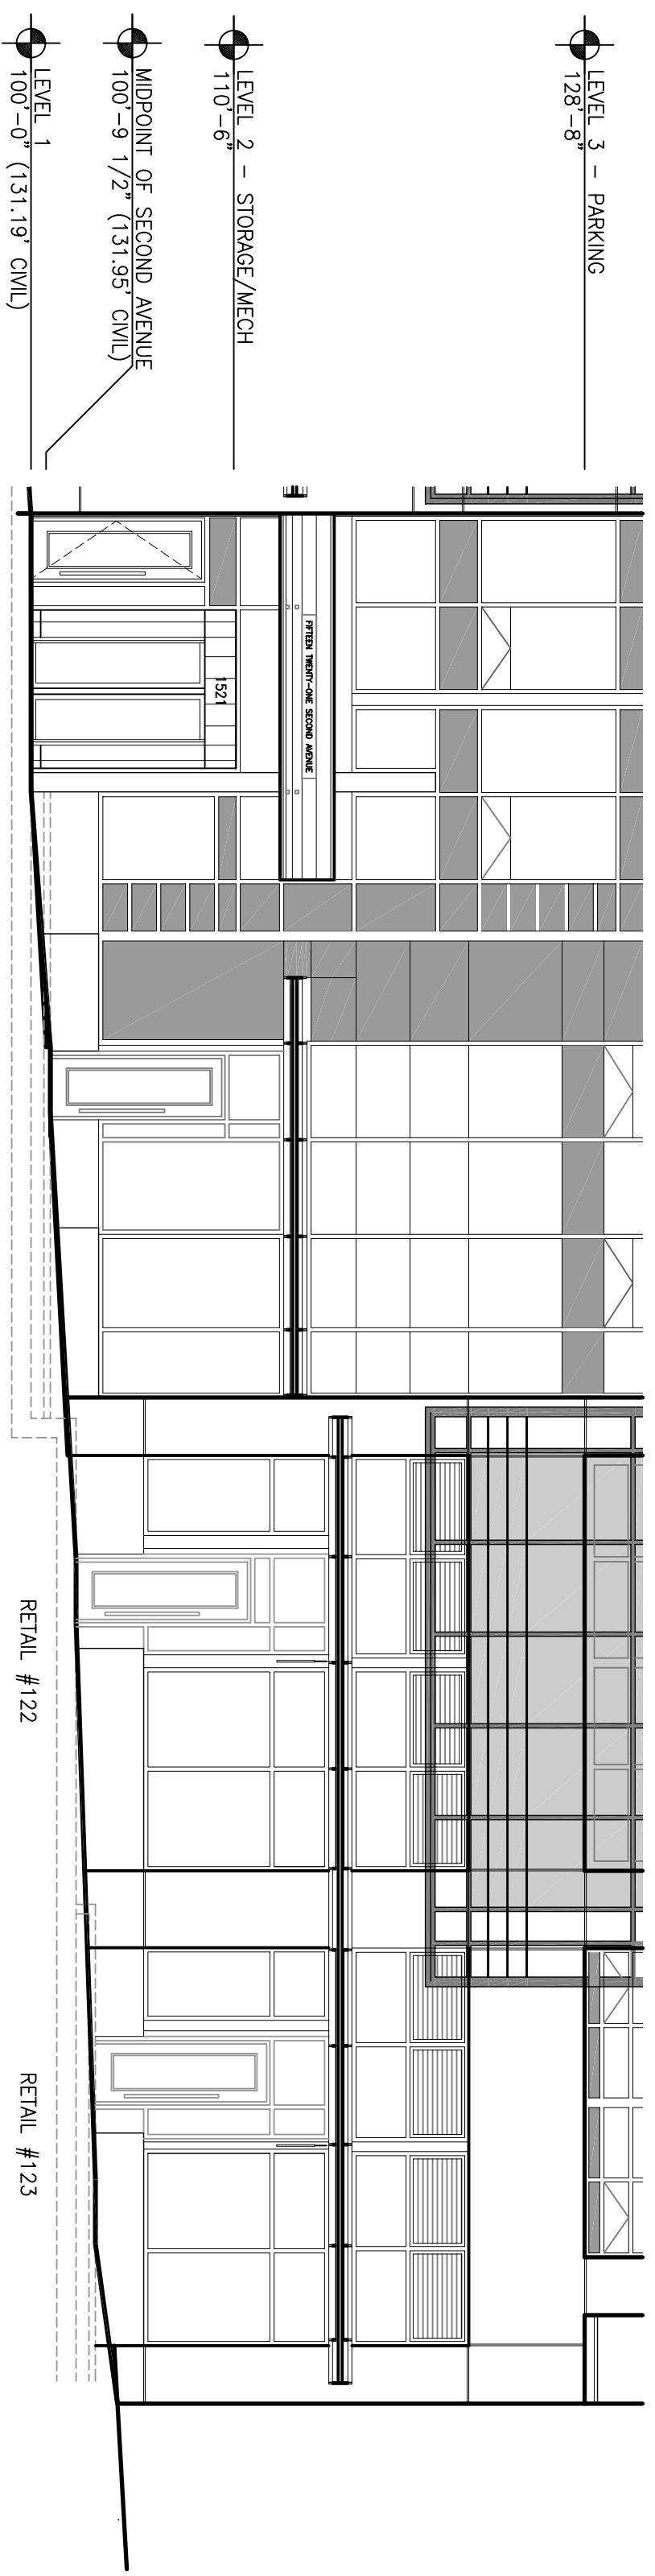 LEVEL 3 - PARKING
128'-8"
LEVEL 2 - STORAGE/MECH
110'-6"
MIDPOINT OF SECOND AVENUE
100'-9 1/2" (131.95' CIVIL)
LEVEL 1
100'-0" (131.19' CIVIL)
FIFTEEN TWENTY-ONE SECOND AVENUE
1521
RETAIL #122
RETAIL #123